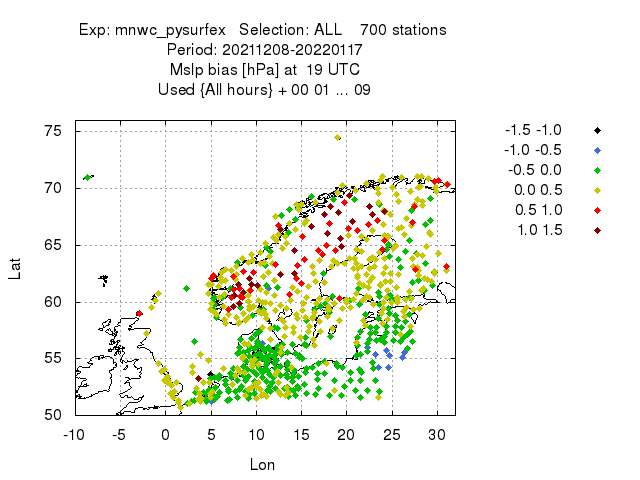 Exp: mnwc_pysurfex   Selection: ALL    700 stations
Period: 20211208-20220117
Mslp bias [hPa] at  19 UTC
Used {All hours} + 00 01 ... 09
75
70
65
60
55
50
Lat
-10 -5 0 5 10 15 20 25 30
Lon
-1.5 -1.0
-1.0 -0.5
-0.5 0.0
0.0 0.5
0.5 1.0
1.0 1.5